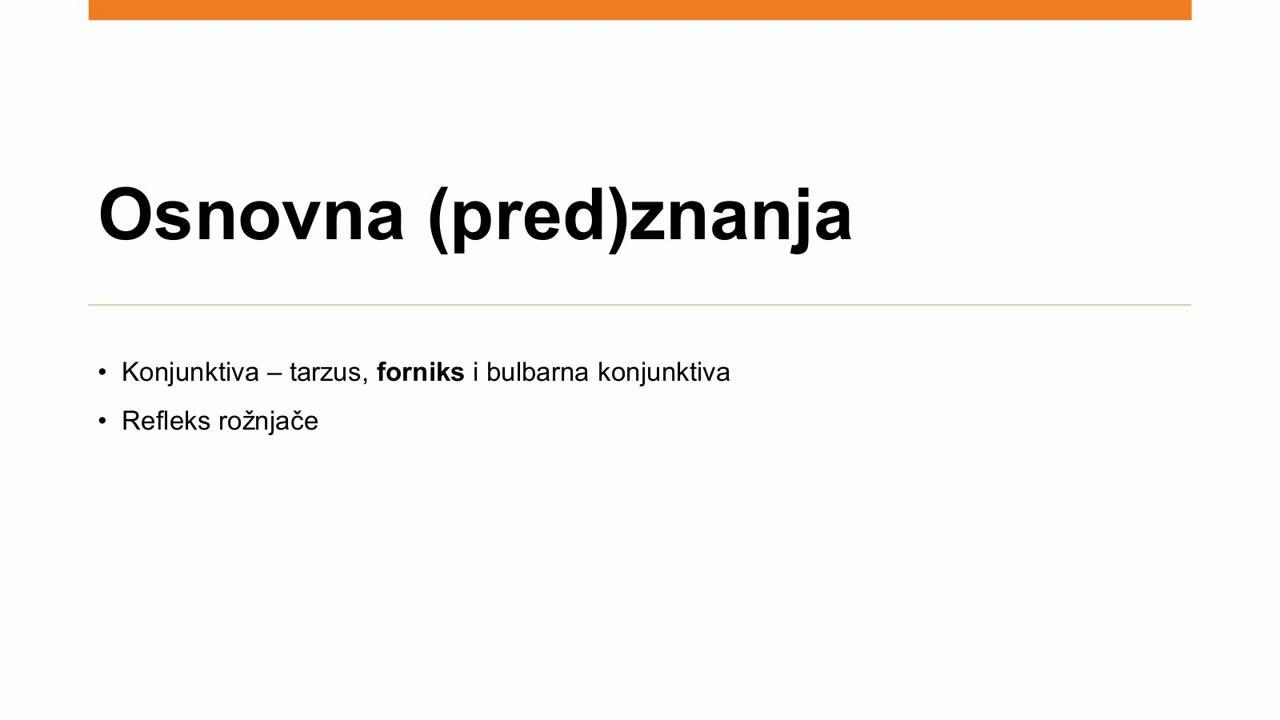 Osnovna (pred)znanja
• Konjunktiva – tarzus, forniks i bulbarna konjunktiva
• Refleks rožnjače